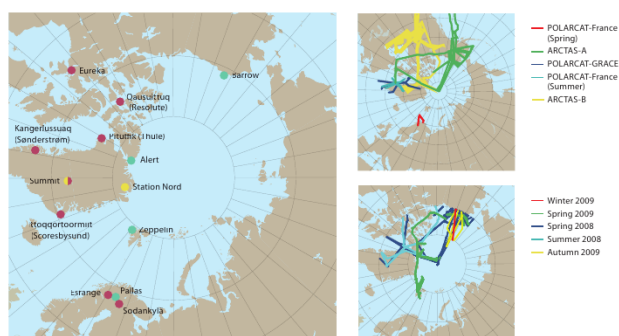 Eureka
Barrow
Qausuittuq
(Resolute)
Kangerlussuaq
(Sønderstrøm)
Pituffik (Thule)
Alert
Summit
Station Nord
Ittoqqortoormiit
(Scoresbysund)
Zeppelin
Esrange
Pallas
Sodankylä
POLARCAT-France
(Spring)
ARCTAS-A
POLARCAT-GRACE
POLARCAT-France
(Summer)
ARCTAS-B
Winter 2009
Spring 2009
Spring 2008
Summer 2008
Autumn 2009